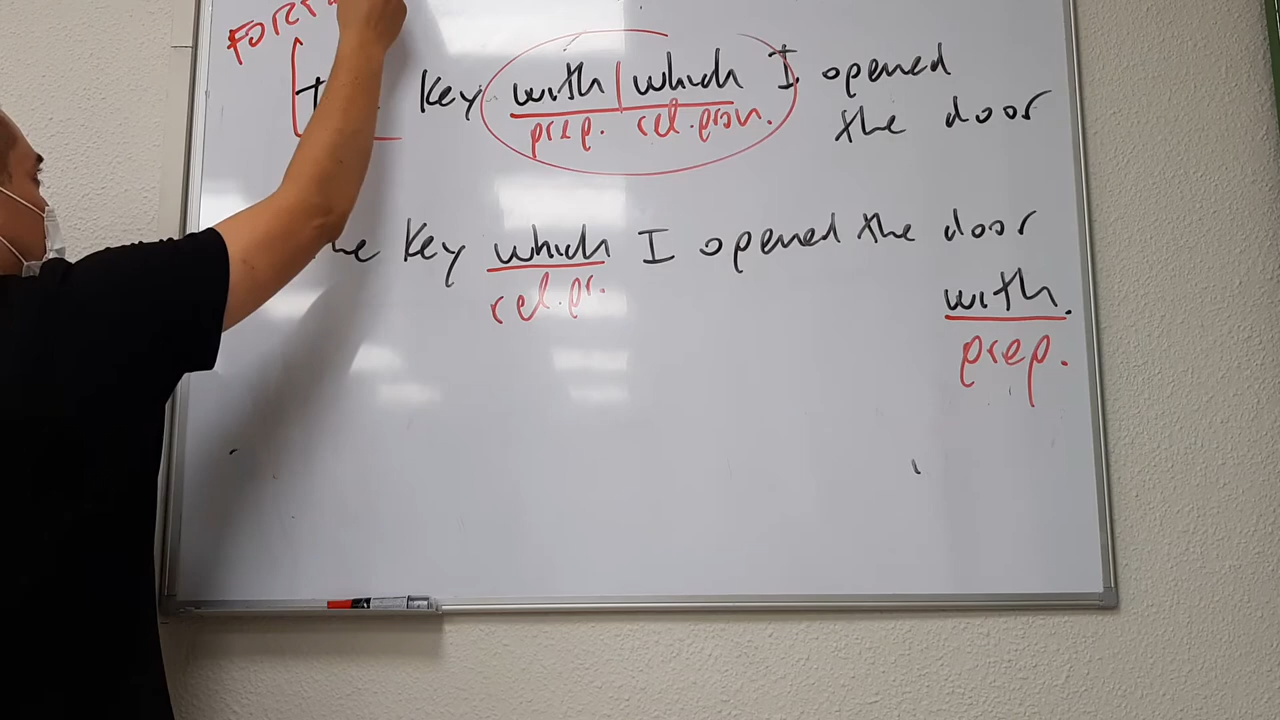 key with which I opened
prep. rel.pron.
the door
key which I opened the door
rel.pr.
with.
prep.